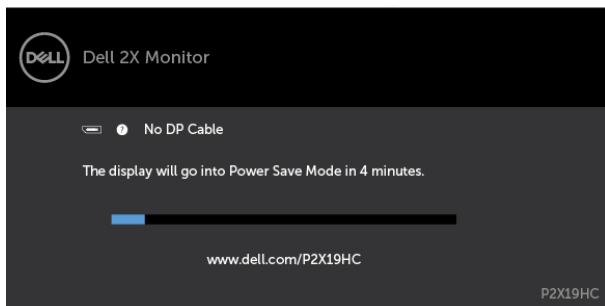 DELL
Dell 2X Monitor
? No DP Cable
The display will go into Power Save Mode in 4 minutes.
www.dell.com/P2X19HC
P2X19HC